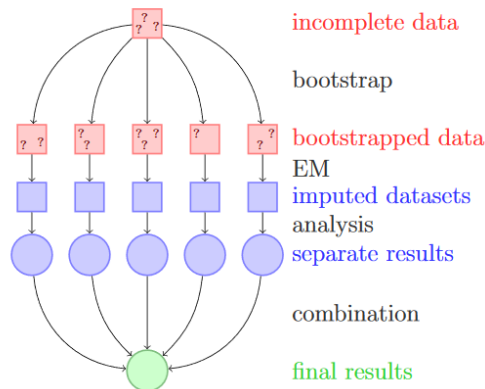 ? ? ?
incomplete data
bootstrap
? ? ? ? ? ? ? ? ? ? ?
bootstrapped data
EM
imputed datasets
analysis
separate results
combination
final results